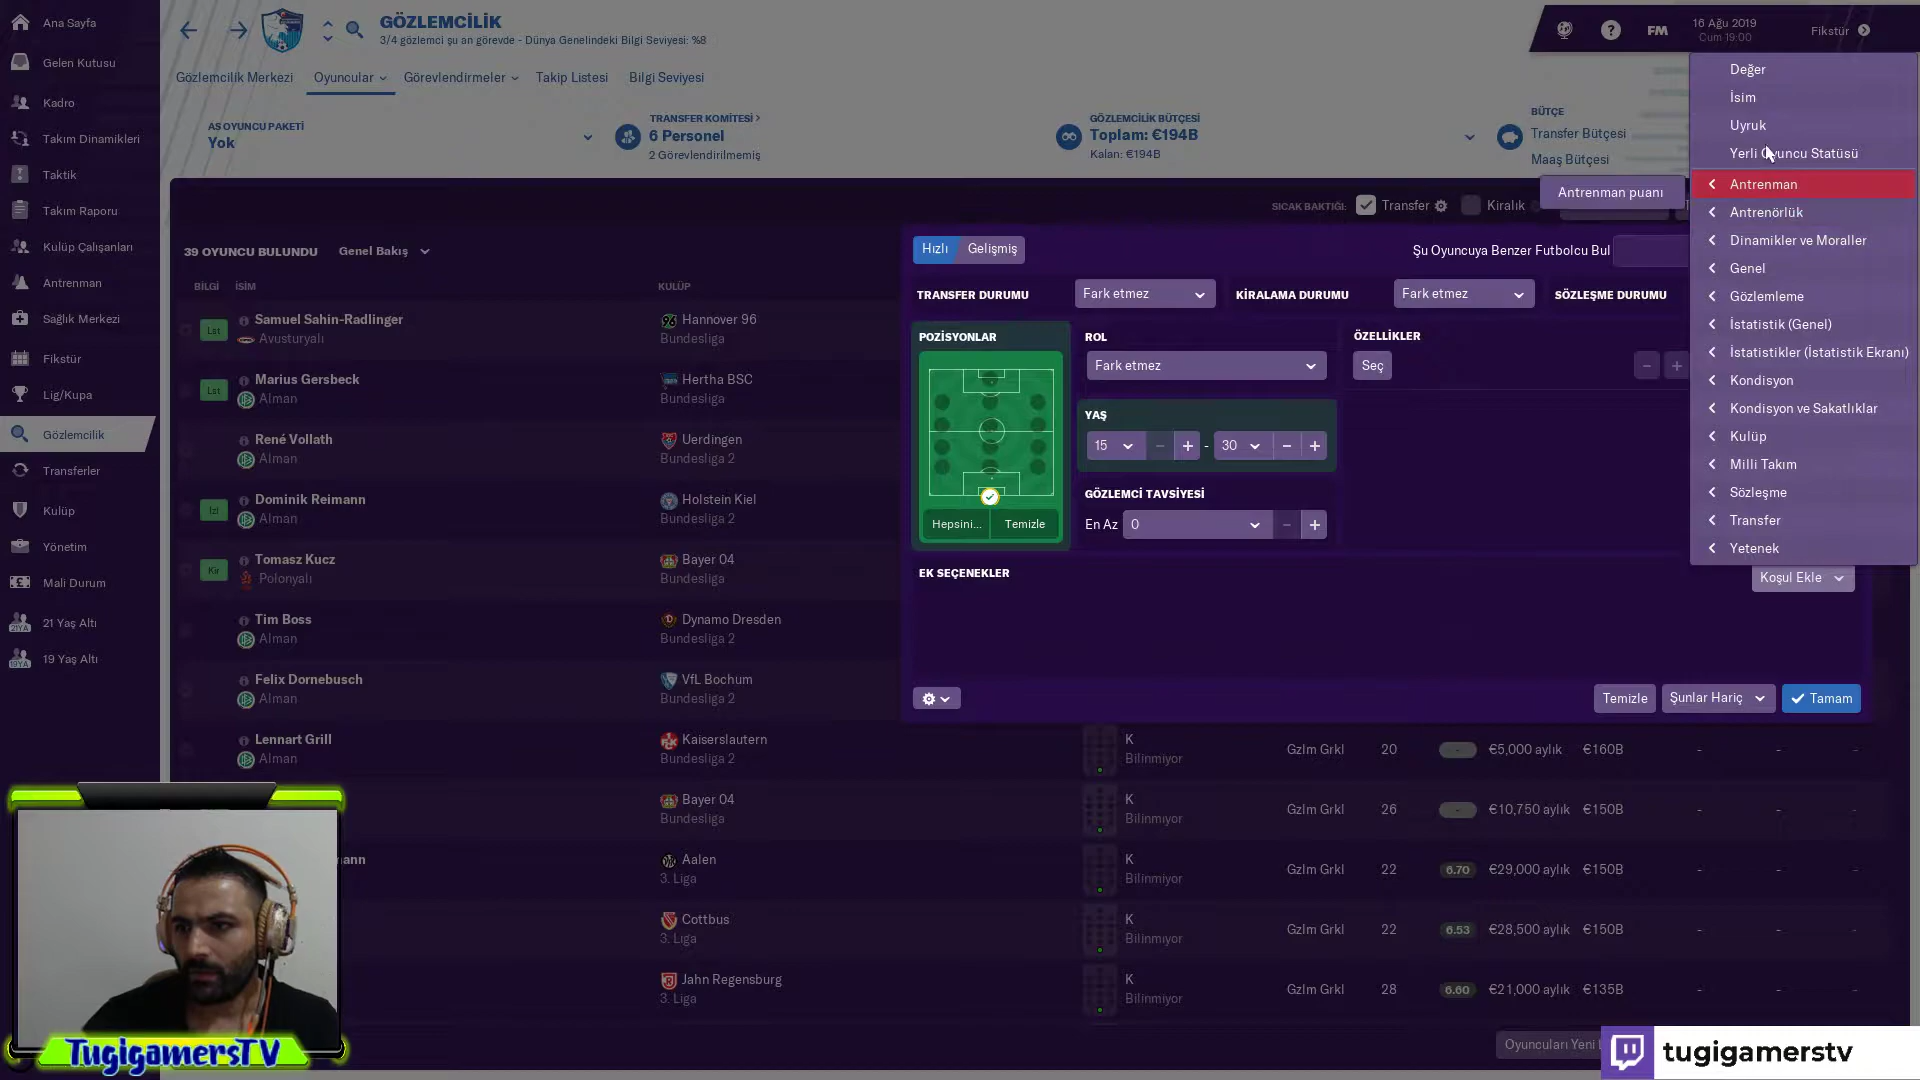 Ana Sayfa
Gelen Kutusu
Kadro
Takım Dinamikleri
Taktik
Takım Raporu
Kulüp Çalışanları
Antrenman
Sağlık Merkezi
Fikstür
Lig/Kupa
Gözlemcilik
Transferler
Kulüp
Yönetim
Mali Durum
21 Yaş Altı
19 Yaş Altı
GÖZLEMCİLİK
3/4 gözlemci şu an görevde - Dünya Genelindeki Bilgi Seviyesi: %8
FM
16 Ağu 2019
Cum 19:00
Fikstür
Gözlemcilik Merkezi
Oyuncular
Görevlendirmeler
Takip Listesi
Bilgi Seviyesi
AS OYUNCU PAKETİ
Yok
TRANSFER KOMİTESİ >
6 Personel
2 Görevlendirilmemiş
GÖZLEMCİLİK BÜTÇESİ
Toplam: €194B
Kalan: €194B
BÜTÇE
Transfer Bütçesi
Maaş Bütçesi
SICAK BAKTIĞI:
Transfer
Kiralık
39 OYUNCU BULUNDU
Genel Bakış
BİLGİ
İSİM
KULÜP
Lst
Samuel Sahin-Radlinger
Avusturyalı
Hannover 96
Bundesliga
Lst
Marius Gersbeck
Alman
Hertha BSC
Bundesliga
René Vollath
Alman
Uerdingen
Bundesliga 2
İzl
Dominik Reimann
Alman
Holstein Kiel
Bundesliga 2
Kir
Tomasz Kucz
Polonyalı
Bayer 04
Bundesliga
Tim Boss
Alman
Dynamo Dresden
Bundesliga 2
Felix Dornebusch
Alman
VfL Bochum
Bundesliga 2
Lennart Grill
Alman
Kaiserslautern
Bundesliga 2
K
Bilinmiyor
Gzlm Grkl
20
-
€5,000 aylık
€160B
-
-
-
Bayer 04
Bundesliga
K
Bilinmiyor
Gzlm Grkl
26
-
€10,750 aylık
€150B
-
-
-
ann
Aalen
3. Liga
K
Bilinmiyor
Gzlm Grkl
22
6.70
€29,000 aylık
€150B
-
-
-
Cottbus
3. Liga
K
Bilinmiyor
Gzlm Grkl
22
6.53
€28,500 aylık
€150B
-
-
-
Jahn Regensburg
3. Liga
K
Bilinmiyor
Gzlm Grkl
28
6.60
€21,000 aylık
€135B
-
-
-
Oyuncuları Yeni
Hızlı
Gelişmiş
Şu Oyuncuya Benzer Futbolcu Bul
TRANSFER DURUMU
Fark etmez
KİRALAMA DURUMU
Fark etmez
SÖZLEŞME DURUMU
POZİSYONLAR
Hepsini...
Temizle
ROL
Fark etmez
ÖZELLİKLER
Seç
YAŞ
15
-
30
GÖZLEMCİ TAVSİYESİ
En Az
0
EK SEÇENEKLER
Koşul Ekle
Temizle
Şunlar Hariç
Tamam
Değer
İsim
Uyruk
Yerli Oyuncu Statüsü
Antrenman
Antrenman puanı
Antrenörlük
Dinamikler ve Moraller
Genel
Gözlemleme
İstatistik (Genel)
İstatistikler (İstatistik Ekranı)
Kondisyon
Kondisyon ve Sakatlıklar
Kulüp
Milli Takım
Sözleşme
Transfer
Yetenek
TugigamersTV
tugigamerstv